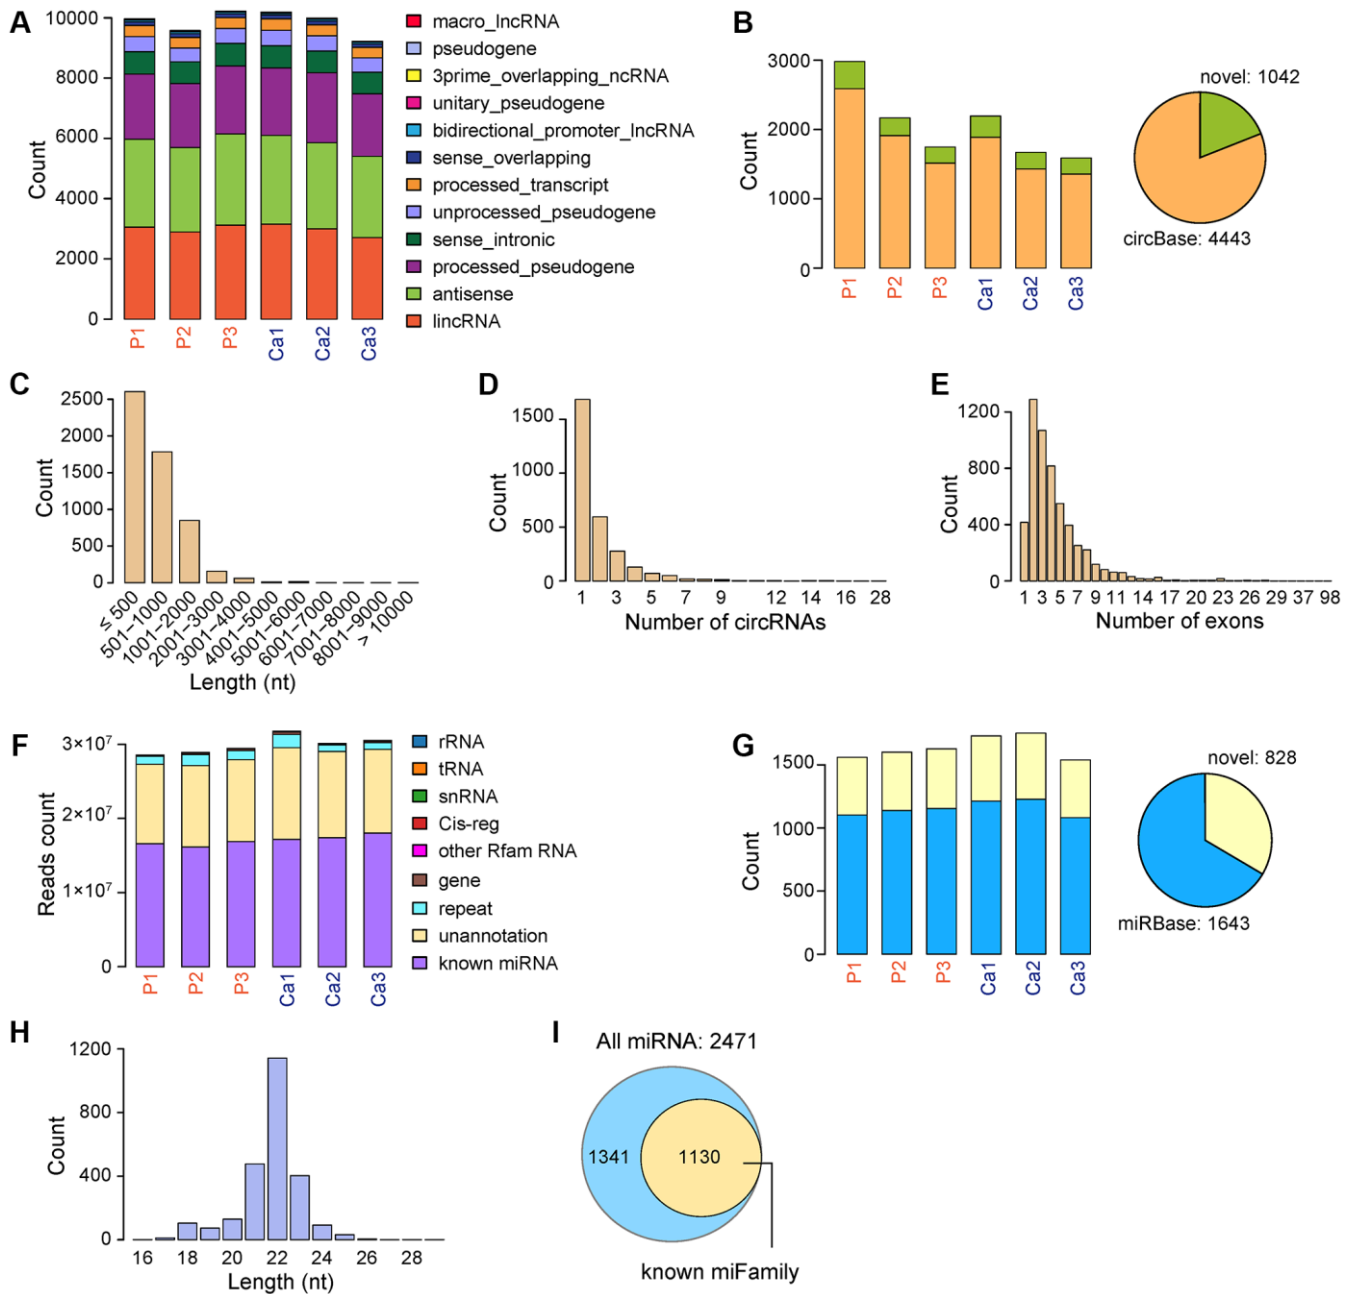 A
10000
8000
6000
4000
2000
0
Count
P1
P2
P3
Ca1
Ca2
Ca3
macro_lncRNA
pseudogene
3prime_overlapping_ncRNA
unitary_pseudogene
bidirectional_promoter_lncRNA
sense_overlapping
processed_transcript
unprocessed_pseudogene
sense_intronic
processed_pseudogene
antisense
lincRNA
B
3000
2000
1000
0
Count
P1
P2
P3
Ca1
Ca2
Ca3
novel: 1042
circBase: 4443
C
2500
2000
1500
1000
500
0
Count
≤ 500
5001–1000
1001–2000
2001–3000
3001–4000
4001–5000
5001–6000
6001–7000
7001–8000
8001–9000
> 10000
Length (nt)
D
1500
1000
500
0
Count
1 3 5 7 9 12 14 16 28
Number of circRNAs
E
1200
800
400
0
Count
1 3 5 7 9 11 14 17 20 23 26 29 37 98
Number of exons
F
3×10⁷
2×10⁷
1×10⁷
0
Reads count
P1
P2
P3
Ca1
Ca2
Ca3
rRNA
tRNA
snRNA
Cis-reg
other Rfam RNA
gene
repeat
unannotation
known miRNA
G
1500
1000
500
0
Count
P1
P2
P3
Ca1
Ca2
Ca3
novel: 828
miRBase: 1643
H
1200
800
400
0
Count
16 18 20 22 24 26 28
Length (nt)
I
All miRNA: 2471
1341
1130
known miFamily